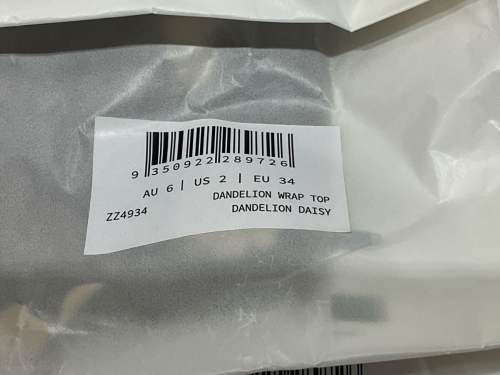 9 350922 289726
AU 6 | US 2 | EU 34
DANDELION WRAP TOP
ZZ4934 DANDELION DAISY